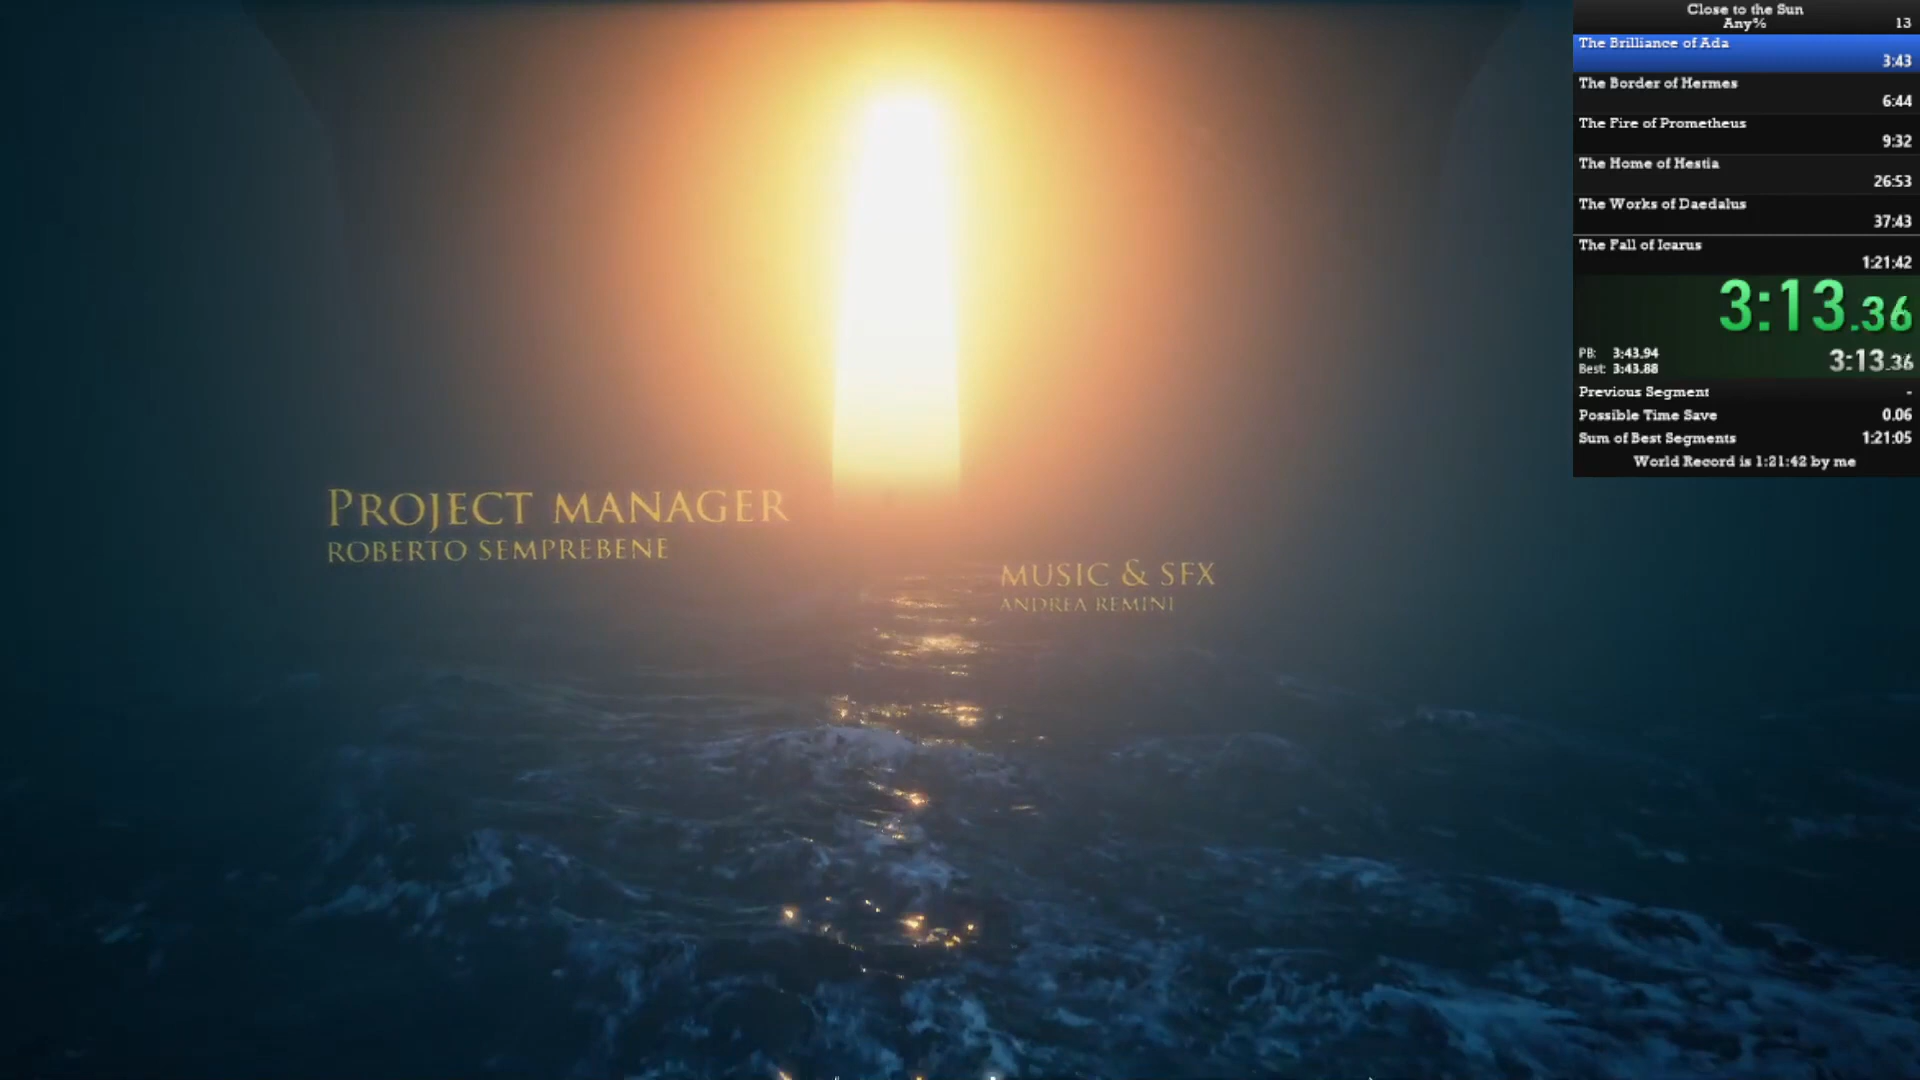 PROJECT MANAGER
ROBERTO SEMPREBENE
MUSIC & SFX
ANDREA REMINI
Close to the Sun
Any%
13
The Brilliance of Ada
3:43
The Border of Hermes
6:44
The Fire of Prometheus
9:32
The Home of Hestia
26:53
The Works of Daedalus
37:43
The Fall of Icarus
1:21:42
3:13.36
PB: 3:43.94
Best: 3:43.88
3:13.36
Previous Segment -
Possible Time Save 0.06
Sum of Best Segments 1:21:05
World Record is 1:21:42 by me